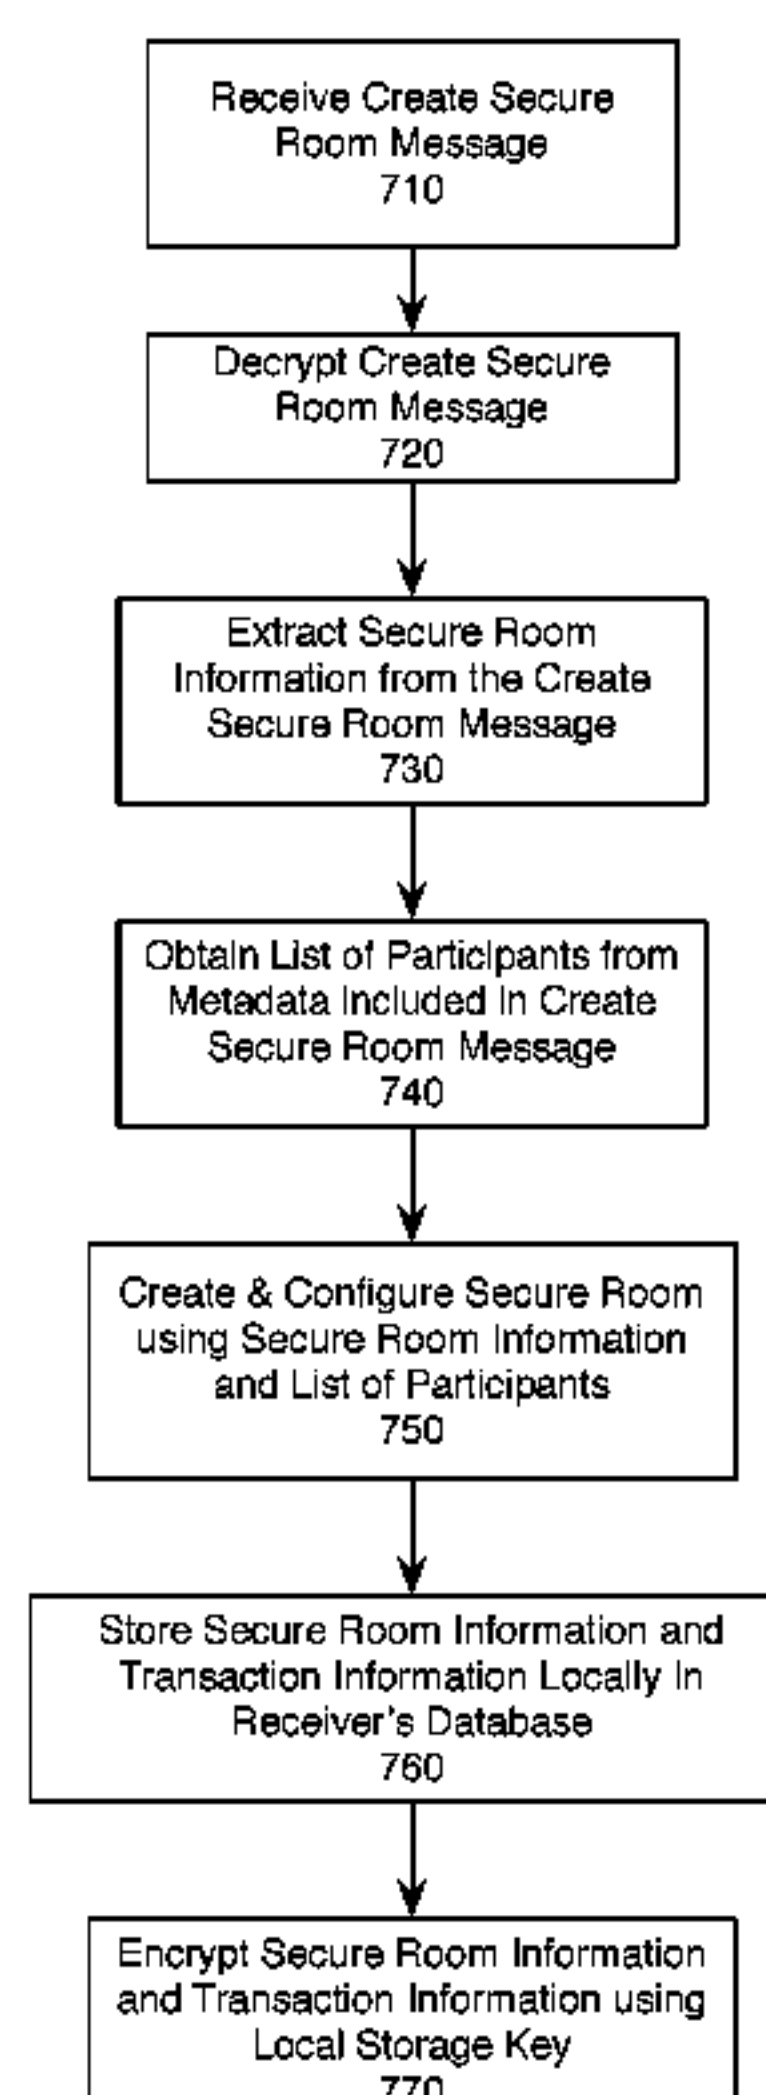 Receive Create Secure
Room Message
710
Decrypt Create Secure
Room Message
720
Extract Secure Room
Information from the Create
Secure Room Message
730
Obtain List of Participants from
Metadata Included in Create
Secure Room Message
740
Create & Configure Secure Room
using Secure Room Information
and List of Participants
750
Store Secure Room Information and
Transaction Information Locally in
Receiver's Database
760
Encrypt Secure Room Information
and Transaction Information using
Local Storage Key
770